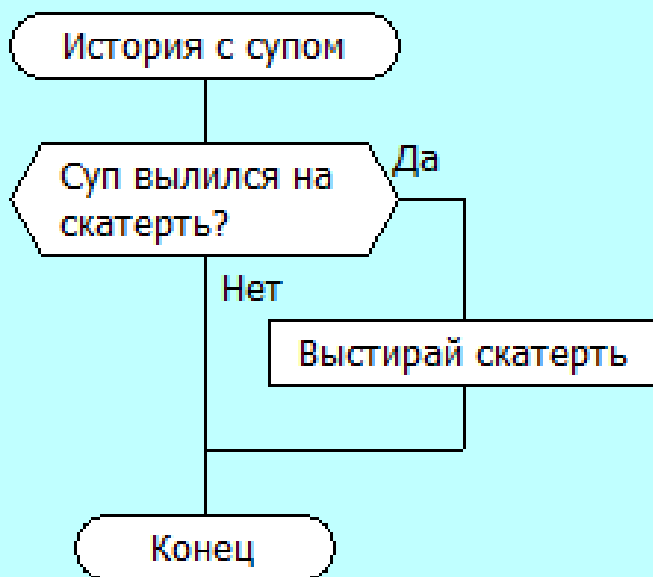 История с супом
Суп вылился на
скатерть?
Да
Нет
Выстирай скатерть
Конец